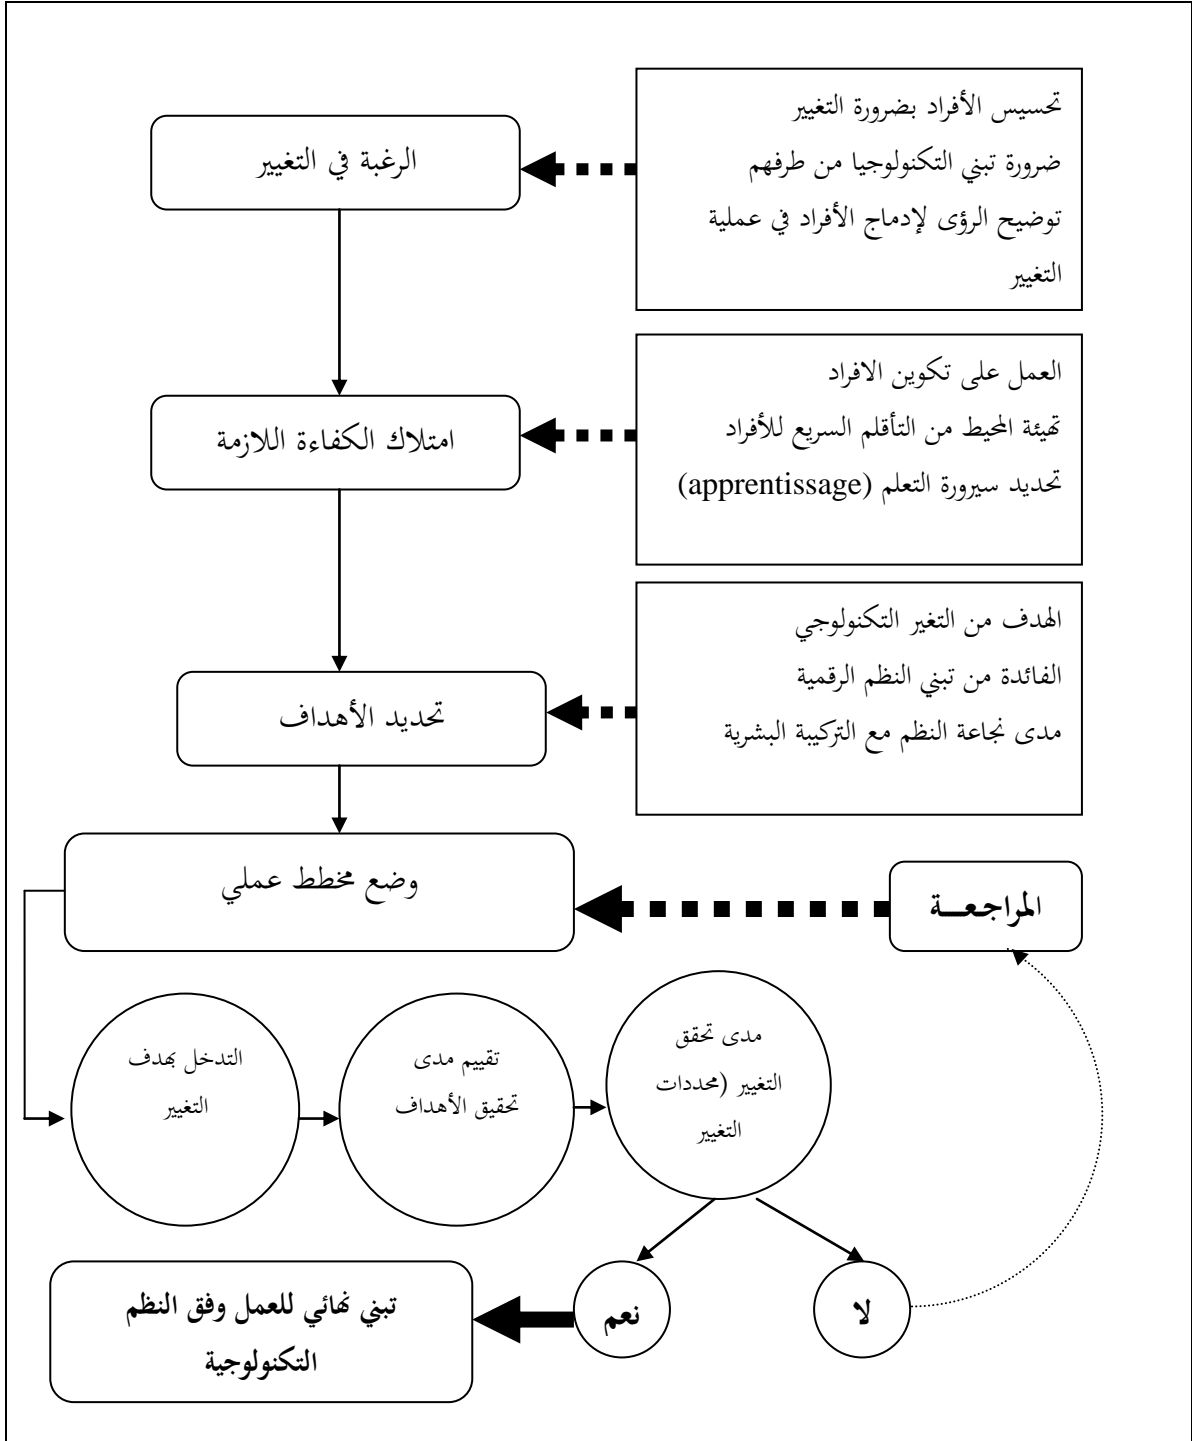 تحسيس الأفراد بضرورة التغيير
ضرورة تبني التكنولوجيا من طرفهم
توضيح الرؤى لإدماج الأفراد في عملية
التغيير
الرغبة في التغيير
العمل على تكوين الافراد
تهيئة المحيط من التأقلم السريع للأفراد
تحديد سيرورة التعلم (apprentissage)
امتلاك الكفاءة اللازمة
الهدف من التغير التكنولوجي
الفائدة من تبني النظم الرقمية
مدى نجاعة النظم مع التركيبة البشرية
تحديد الأهداف
وضع مخطط عملي
المراجعـــة
مدى تحقق
التغيير (محددات
التغيير
تقييم مدى
تحقيق الأهداف
التدخل بهدف
التغيير
لا
نعم
تبني نهائي للعمل وفق النظم
التكنولوجية